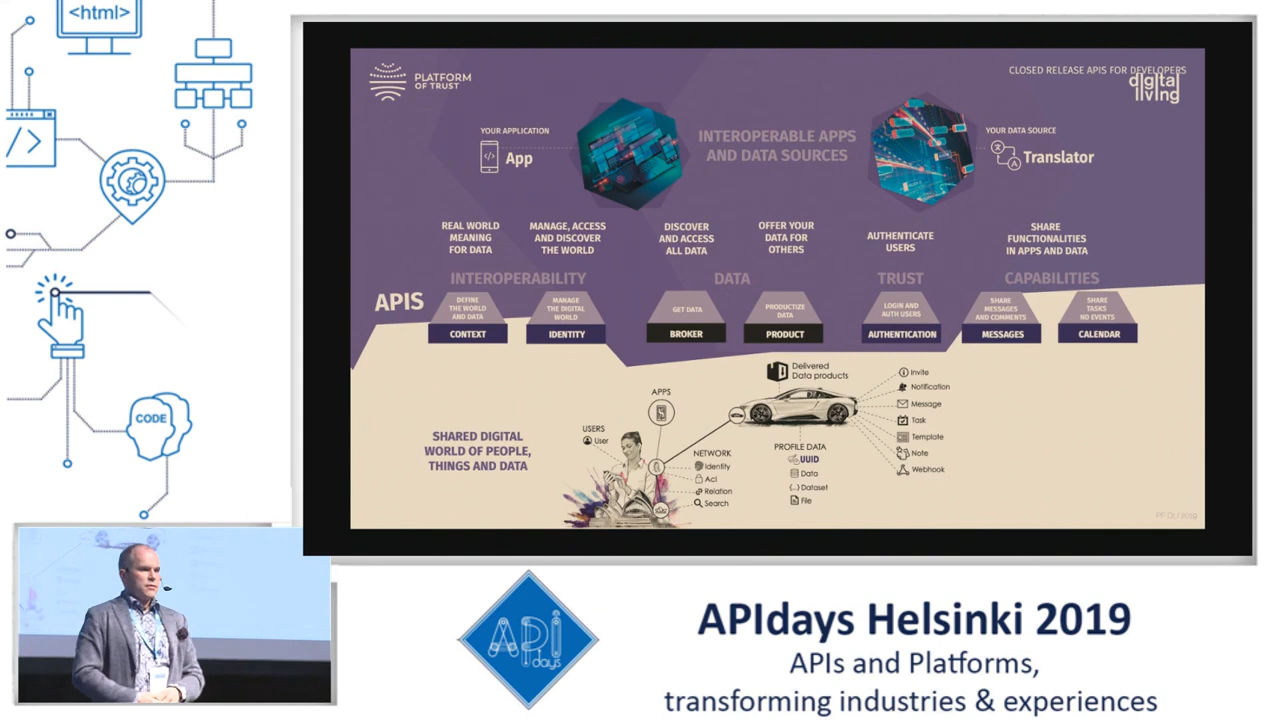 <html>
</>
CODE
PLATFORM
OF TRUST
CLOSED RELEASE APIS FOR DEVELOPERS
digital
living
YOUR APPLICATION
App
INTEROPERABLE APPS
AND DATA SOURCES
YOUR DATA SOURCE
Translator
REAL WORLD
MEANING
FOR DATA
MANAGE, ACCESS
AND DISCOVER
THE WORLD
DISCOVER
AND ACCESS
ALL DATA
OFFER YOUR
DATA FOR
OTHERS
AUTHENTICATE
USERS
SHARE
FUNCTIONALITIES
IN APPS AND DATA
INTEROPERABILITY
DATA
TRUST
CAPABILITIES
APIS
DEFINE
THE WORLD
AND DATA
CONTEXT
MANAGE
THE DIGITAL
WORLD
IDENTITY
GET DATA
BROKER
PRODUCTIZE
DATA
PRODUCT
LOGIN AND
AUTH USERS
AUTHENTICATION
SHARE
MESSAGES
AND COMMENTS
MESSAGES
SHARE
TASKS
ND EVENTS
CALENDAR
SHARED DIGITAL
WORLD OF PEOPLE,
THINGS AND DATA
USERS
User
APPS
NETWORK
Identity
Acl
Relation
Search
Delivered
Data products
PROFILE DATA
UUID
Data
{..} Dataset
File
Invite
Notification
Message
Task
Template
Note
Webhook
PF DLI 2019
API
days
APIdays Helsinki 2019
APIs and Platforms,
transforming industries & experiences